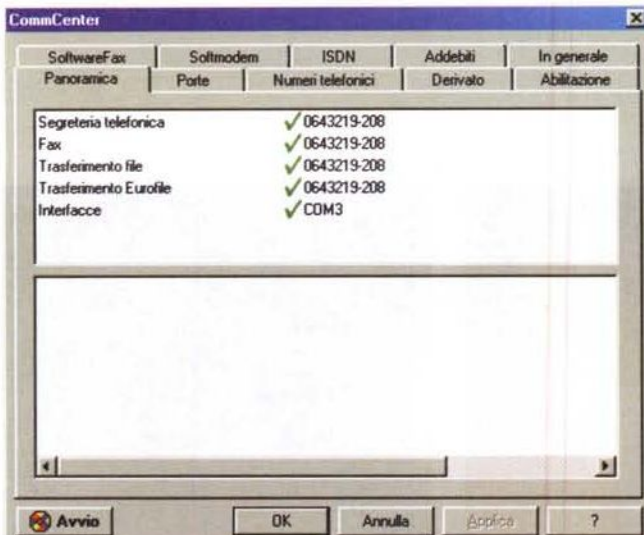 CommCenter
SoftwareFax Softmodem ISDN Addebiti In generale
Panoramica Porte Numeri telefonici Derivato Abilitazione
Segreteria telefonica 0643219-208
Fax 0643219-208
Trasferimento file 0643219-208
Trasferimento Eurofile 0643219-208
Interfacce COM3
Avvio OK Annulla Applica ?